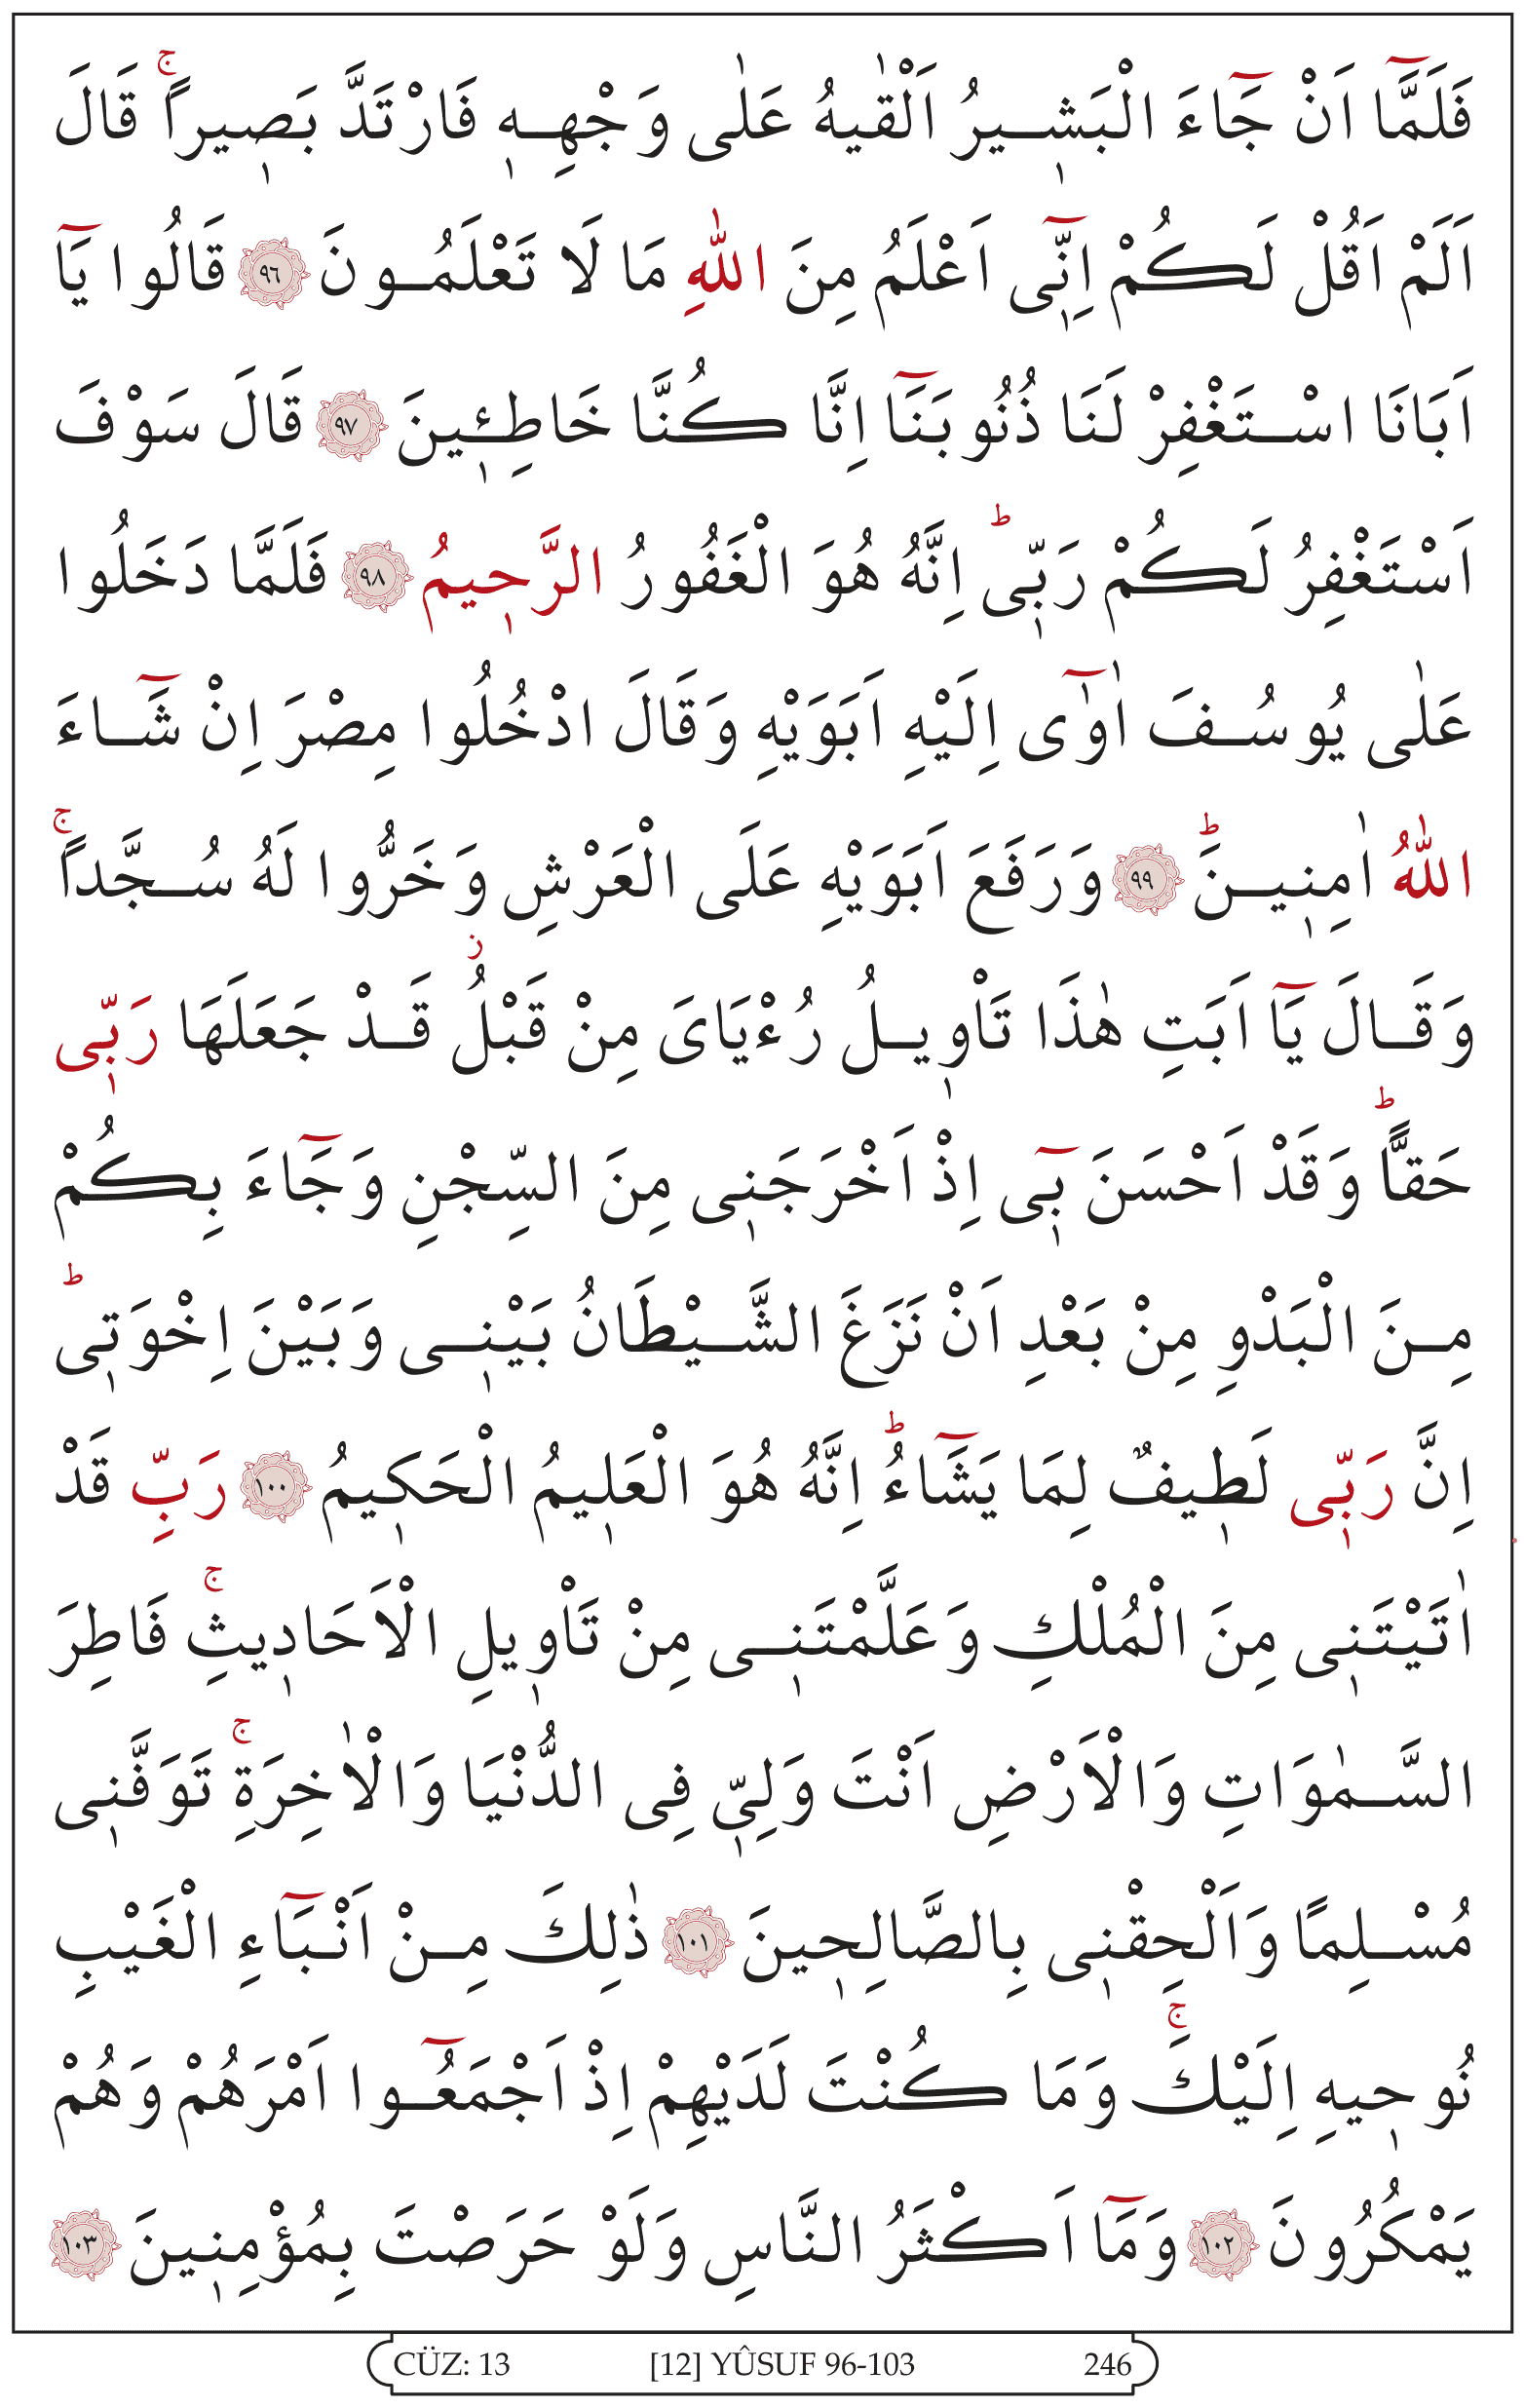 فَلَمَّٓا اَنْ جَٓاءَ الْبَشٖيرُ اَلْقٰيهُ عَلٰى وَجْهِهٖ فَارْتَدَّ بَصٖيراًۚ قَالَ
اَلَمْ اَقُلْ لَكُمْ اِنّٖٓى اَعْلَمُ مِنَ اللّٰهِ مَا لَا تَعْلَمُونَ ﴿٩٦﴾ قَالُوا يَٓا
اَبَانَا اسْتَغْفِرْ لَنَا ذُنُوبَنَٓا اِنَّا كُنَّا خَاطِـٖٔينَ ﴿٩٧﴾ قَالَ سَوْفَ
اَسْتَغْفِرُ لَكُمْ رَبّٖىؕ اِنَّهُ هُوَ الْغَفُورُ الرَّحٖيمُ ﴿٩٨﴾ فَلَمَّا دَخَلُوا
عَلٰى يُوسُفَ اٰوٰٓى اِلَيْهِ اَبَوَيْهِ وَقَالَ ادْخُلُوا مِصْرَ اِنْ شَٓاءَ
اللّٰهُ اٰمِنٖينَؕ ﴿٩٩﴾ وَرَفَعَ اَبَوَيْهِ عَلَى الْعَرْشِ وَخَرُّوا لَهُ سُجَّداًۚ
وَقَالَ يَٓا اَبَتِ هٰذَا تَاْوٖيلُ رُءْيَاىَ مِنْ قَبْلُؗ قَدْ جَعَلَهَا رَبّٖى
حَقاًّؕ وَقَدْ اَحْسَنَ بٖٓى اِذْ اَخْرَجَنٖى مِنَ السِّجْنِ وَجَٓاءَ بِكُمْ
مِنَ الْبَدْوِ مِنْ بَعْدِ اَنْ نَزَغَ الشَّيْطَانُ بَيْنٖى وَبَيْنَ اِخْوَتٖىؕ
اِنَّ رَبّٖى لَطٖيفٌ لِمَا يَشَٓاءُؕ اِنَّهُ هُوَ الْعَلٖيمُ الْحَكٖيمُ ﴿١٠٠﴾ رَبِّ قَدْ
اٰتَيْتَنٖى مِنَ الْمُلْكِ وَعَلَّمْتَنٖى مِنْ تَاْوٖيلِ الْاَحَادٖيثِۚ فَاطِرَ
السَّمٰوَاتِ وَالْاَرْضِ اَنْتَ وَلِيّٖ فِى الدُّنْيَا وَالْاٰخِرَةِۚ تَوَفَّنٖى
مُسْلِمًا وَاَلْحِقْنٖى بِالصَّالِحٖينَ ﴿١٠١﴾ ذٰلِكَ مِنْ اَنْبَٓاءِ الْغَيْبِ
نُوحٖيهِ اِلَيْكَۚ وَمَا كُنْتَ لَدَيْهِمْ اِذْ اَجْمَعُٓوا اَمْرَهُمْ وَهُمْ
يَمْكُرُونَ ﴿١٠٢﴾ وَمَٓا اَكْثَرُ النَّاسِ وَلَوْ حَرَصْتَ بِمُؤْمِنٖينَ ﴿١٠٣﴾
CÜZ: 13 [12] YÛSUF 96-103 246